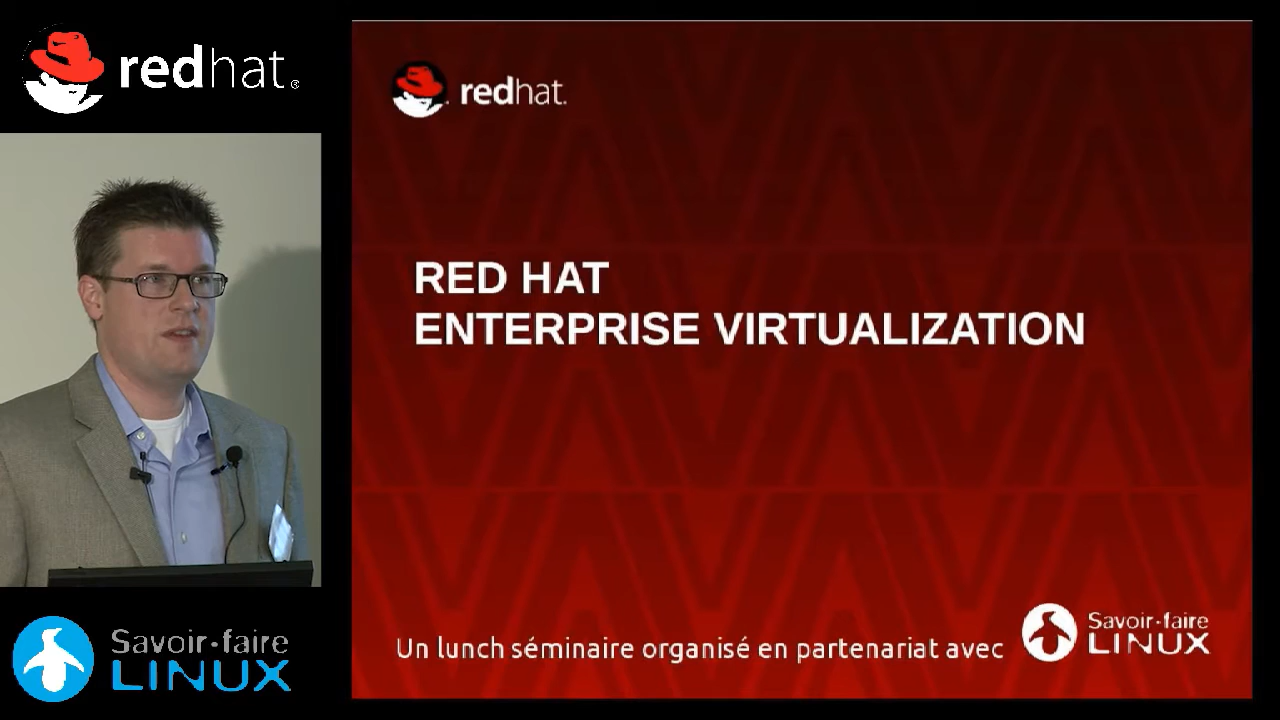 redhat.
redhat.
RED HAT
ENTERPRISE VIRTUALIZATION
Un lunch séminaire organisé en partenariat avec
Savoir-faire
LINUX
Savoir-faire
LINUX